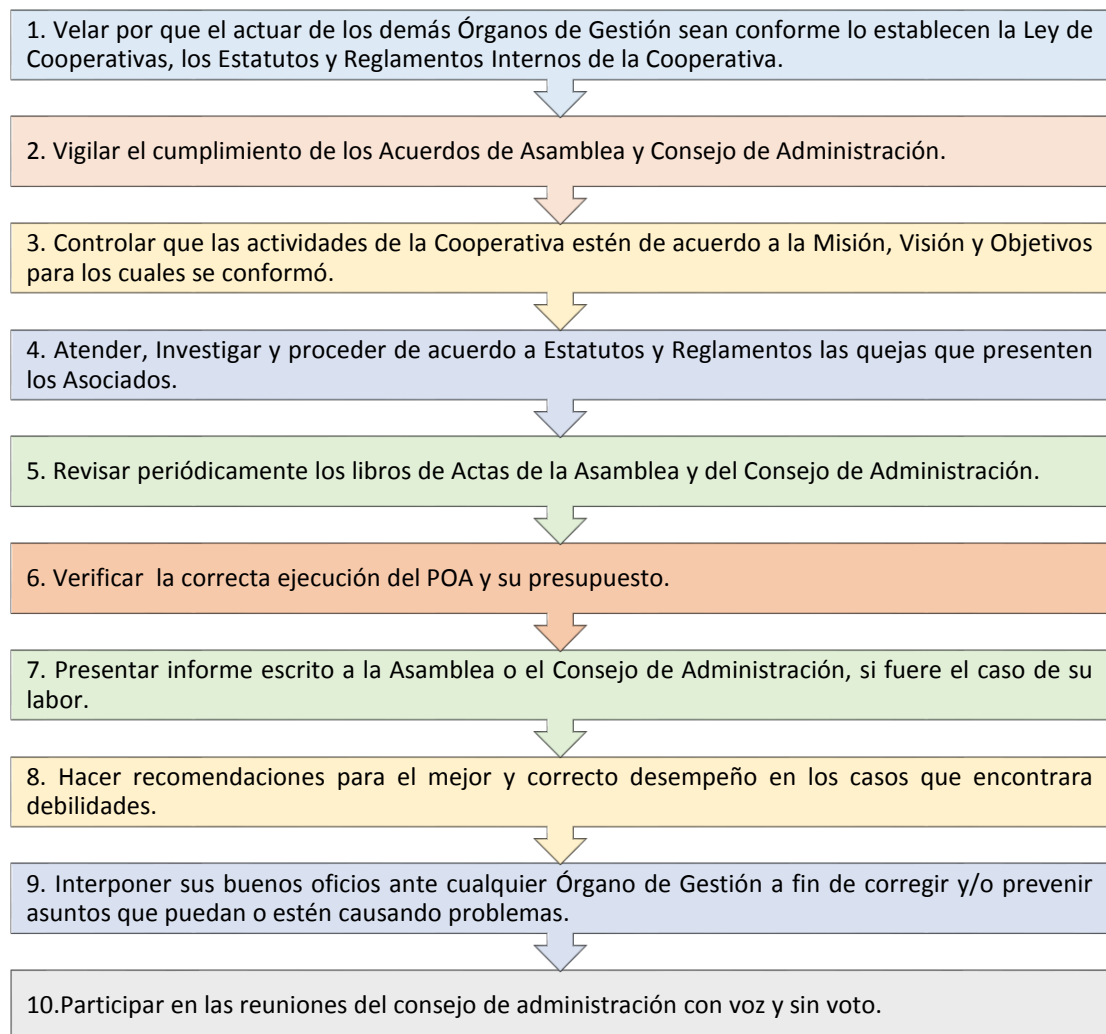 1. Velar por que el actuar de los demás Órganos de Gestión sean conforme lo establecen la Ley de
Cooperativas, los Estatutos y Reglamentos Internos de la Cooperativa.
2. Vigilar el cumplimiento de los Acuerdos de Asamblea y Consejo de Administración.
3. Controlar que las actividades de la Cooperativa estén de acuerdo a la Misión, Visión y Objetivos
para los cuales se conformó.
4. Atender, Investigar y proceder de acuerdo a Estatutos y Reglamentos las quejas que presenten
los Asociados.
5. Revisar periódicamente los libros de Actas de la Asamblea y del Consejo de Administración.
6. Verificar  la correcta ejecución del POA y su presupuesto.
7. Presentar informe escrito a la Asamblea o el Consejo de Administración, si fuere el caso de su
labor.
8. Hacer recomendaciones para el mejor y correcto desempeño en los casos que encontrara
debilidades.
9. Interponer sus buenos oficios ante cualquier Órgano de Gestión a fin de corregir y/o prevenir
asuntos que puedan o estén causando problemas.
10.Participar en las reuniones del consejo de administración con voz y sin voto.